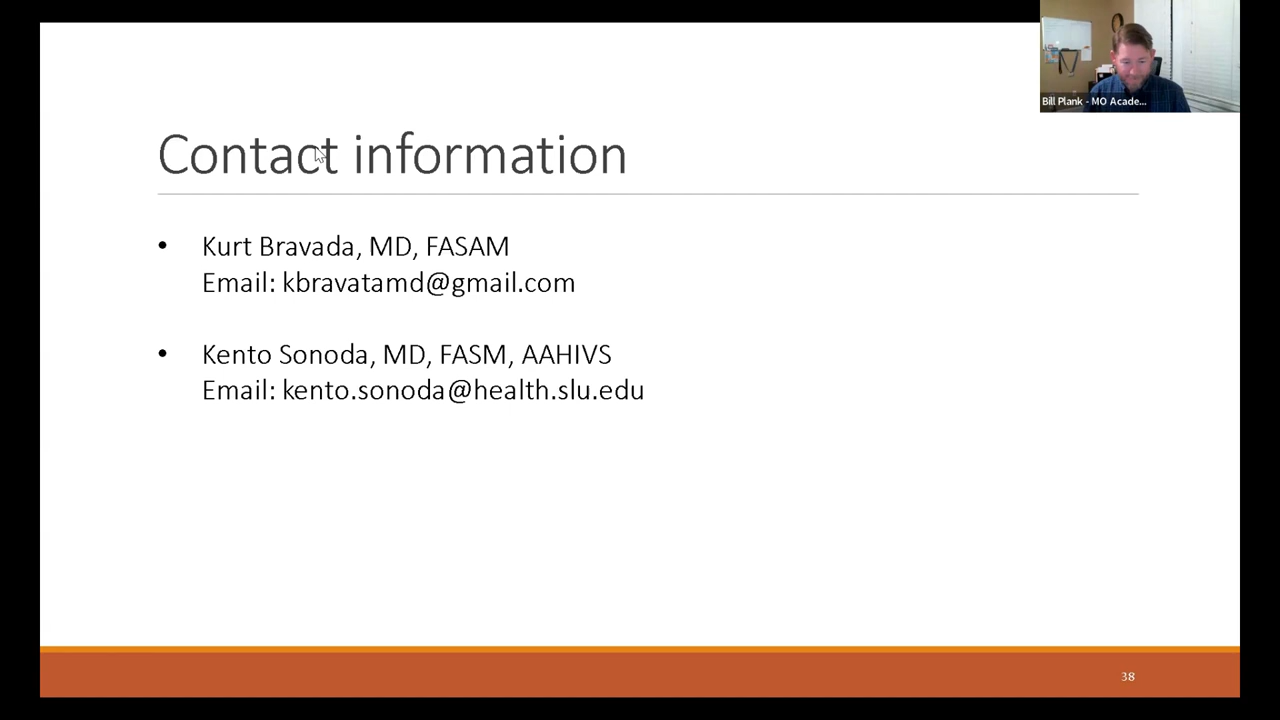 Bill Plank - MO Acade...
Contact information
• Kurt Bravada, MD, FASAM
Email: kbravatamd@gmail.com
• Kento Sonoda, MD, FASM, AAHIVS
Email: kento.sonoda@health.slu.edu
38